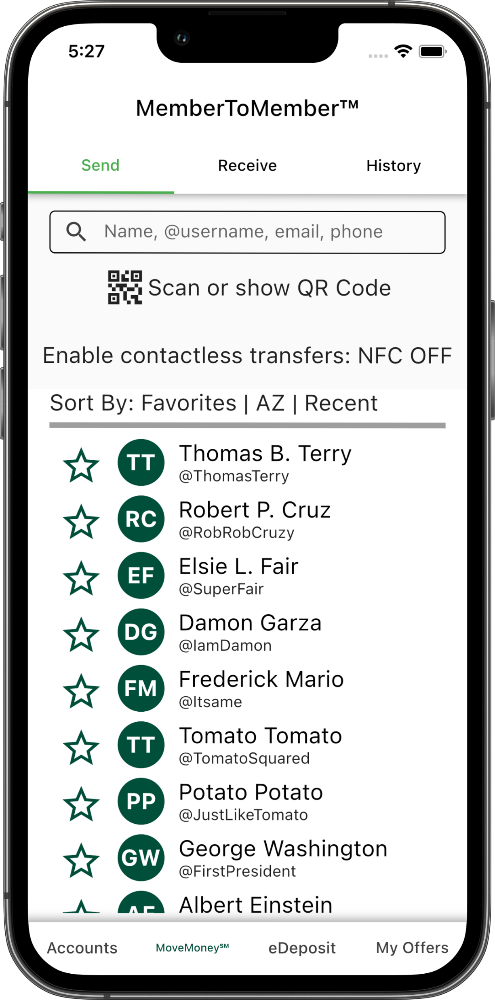 5:27
MemberToMember™
Send Receive History
Name, @username, email, phone
Scan or show QR Code
Enable contactless transfers: NFC OFF
Sort By: Favorites | AZ | Recent
TT Thomas B. Terry
@ThomasTerry
RC Robert P. Cruz
@RobRobCruzy
EF Elsie L. Fair
@SuperFair
DG Damon Garza
@IamDamon
FM Frederick Mario
@Itsame
TT Tomato Tomato
@TomatoSquared
PP Potato Potato
@JustLikeTomato
GW George Washington
@FirstPresident
AE Albert Einstein
Accounts MoveMoney℠ eDeposit My Offers